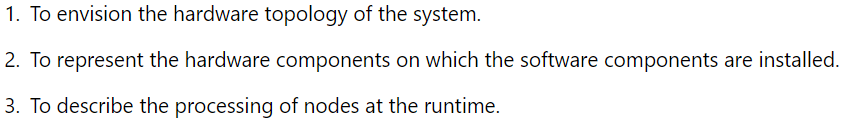 1. To envision the hardware topology of the system.
2. To represent the hardware components on which the software components are installed.
3. To describe the processing of nodes at the runtime.